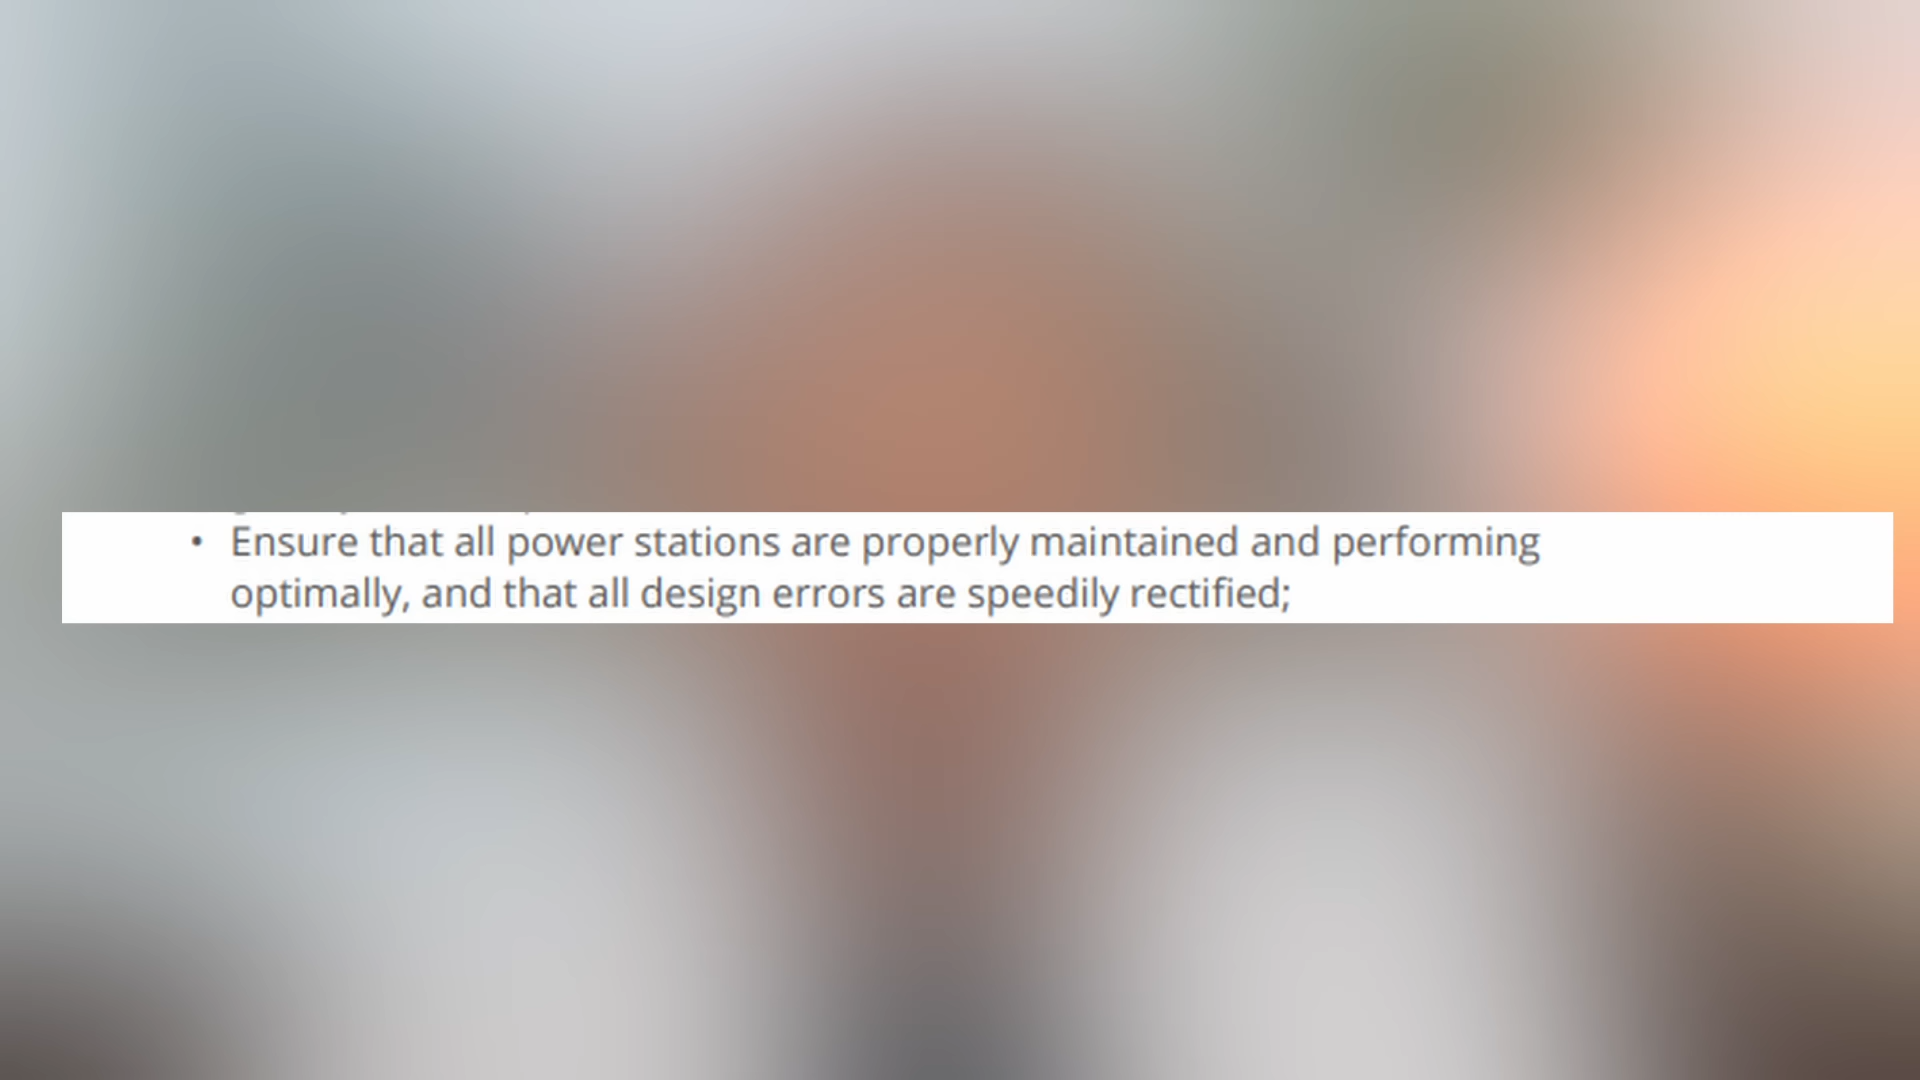 • Ensure that all power stations are properly maintained and performing
optimally, and that all design errors are speedily rectified;